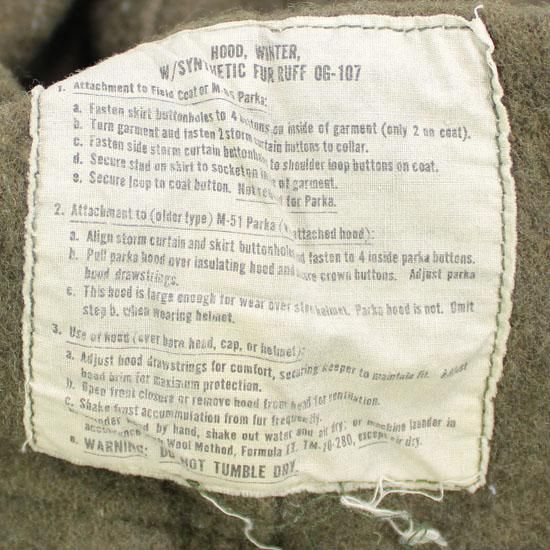 HOOD, WINTER,
W/SYNTHETIC FUR RUFF OG-107
1. Attachment to Field Coat or M-65 Parka:
a. Fasten skirt buttonholes to 4 buttons on inside of garment (only 2 on coat).
b. Turn garment and fasten 2 storm curtain buttons to collar.
c. Fasten side storm curtain buttonholes to shoulder loop buttons on coat.
d. Secure stud on skirt to socket on of garment.
e. Secure loop to coat button. Not for Parka.
2. Attachment to (older type) M-51 Parka attached hood):
a. Align storm curtain and skirt buttonholes and fasten to 4 inside parka buttons.
b. Pull parka hood over insulating hood and crown buttons. Adjust parka
hood drawstrings.
c. This hood is large enough for wear over steel helmet. Parka hood is not. Omit
step b. when wearing helmet.
3. Use of hood (over bare head, cap, or helmet):
a. Adjust hood drawstrings for comfort, securing keeper to maintain fit. Adjust
hood brim for maximum protection.
b. Open front closure or remove hood from head for ventilation.
c. Shake frost accumulation from fur frequently.
Launder hood by hand, shake out water and air dry; or machine launder in
accordance with Wool Method, Formula II, TM 10-280, except air dry.
e. WARNING: DO NOT TUMBLE DRY.